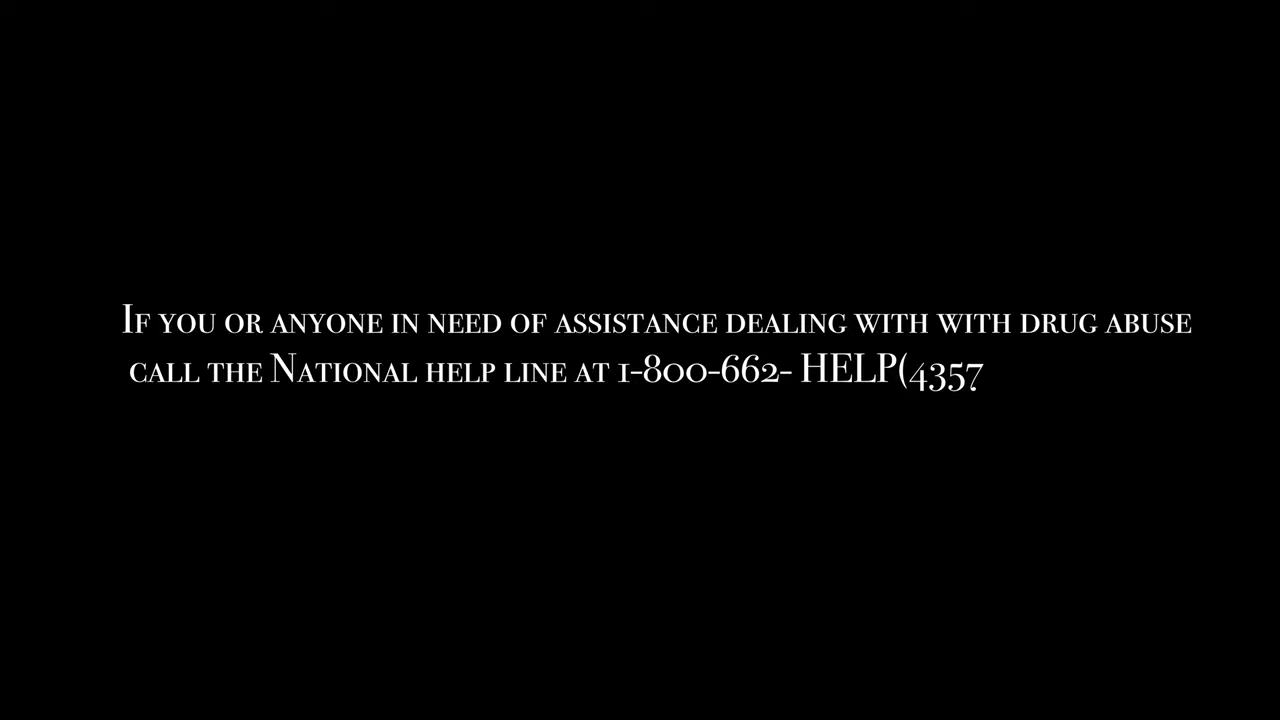 If you or anyone in need of assistance dealing with with drug abuse
call the National help line at 1-800-662- HELP(4357